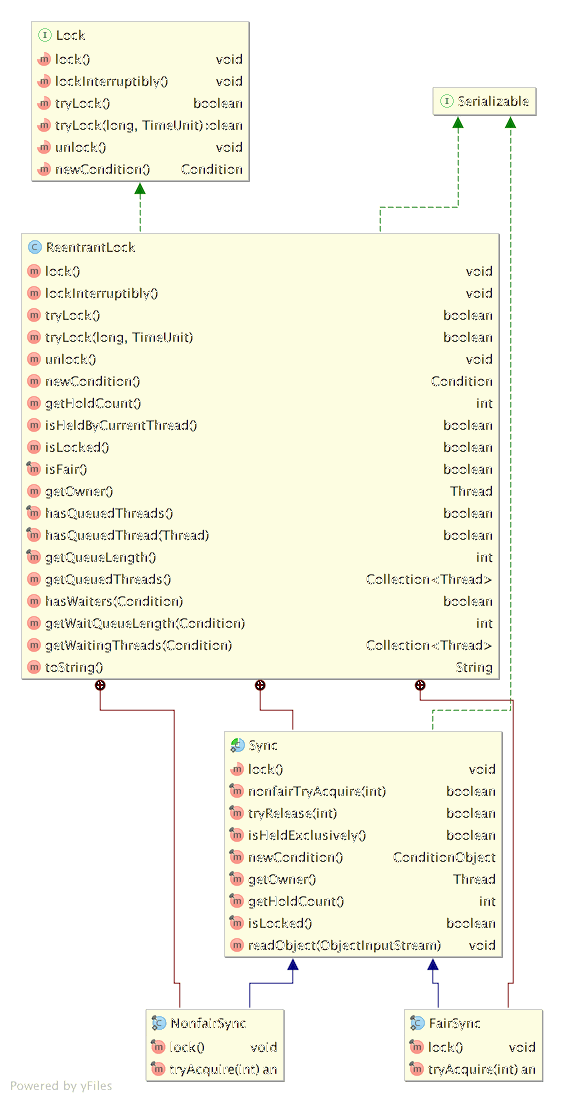 Lock
lock() void
lockInterruptibly() void
tryLock() boolean
tryLock(long, TimeUnit):olean
unlock() void
newCondition() Condition
Serializable
ReentrantLock
lock() void
lockInterruptibly() void
tryLock() boolean
tryLock(long, TimeUnit) boolean
unlock() void
newCondition() Condition
getHoldCount() int
isHeldByCurrentThread() boolean
isLocked() boolean
isFair() boolean
getOwner() Thread
hasQueuedThreads() boolean
hasQueuedThread(Thread) boolean
getQueueLength() int
getQueuedThreads() Collection<Thread>
hasWaiters(Condition) boolean
getWaitQueueLength(Condition) int
getWaitingThreads(Condition) Collection<Thread>
toString() String
Sync
lock() void
nonfairTryAcquire(int) boolean
tryRelease(int) boolean
isHeldExclusively() boolean
newCondition() ConditionObject
getOwner() Thread
getHoldCount() int
isLocked() boolean
readObject(ObjectInputStream) void
NonfairSync
lock() void
tryAcquire(int) an
FairSync
lock() void
tryAcquire(int) an
Powered by yFiles